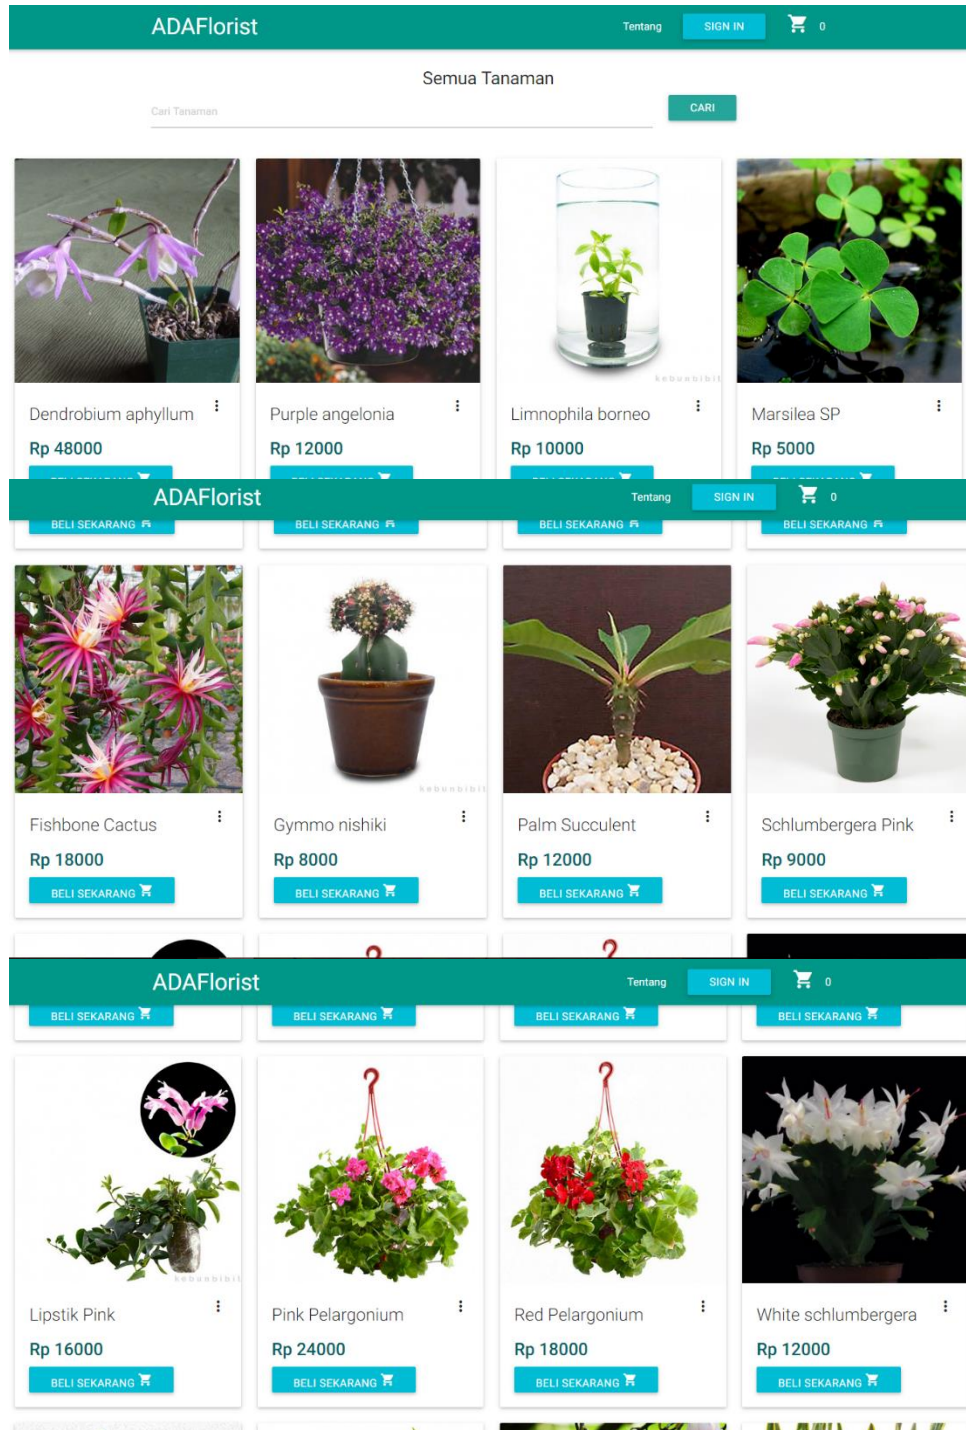 ADAFlorist
Tentang SIGN IN 0
Semua Tanaman
Cari Tanaman CARI
kebunbibit
Dendrobium aphyllum Purple angelonia Limnophila borneo Marsilea SP
Rp 48000 Rp 12000 Rp 10000 Rp 5000
ADAFlorist
Tentang SIGN IN 0
BELI SEKARANG BELI SEKARANG BELI SEKARANG BELI SEKARANG
kebunbibit
Fishbone Cactus Gymmo nishiki Palm Succulent Schlumbergera Pink
Rp 18000 Rp 8000 Rp 12000 Rp 9000
BELI SEKARANG BELI SEKARANG BELI SEKARANG BELI SEKARANG
ADAFlorist
Tentang SIGN IN 0
BELI SEKARANG BELI SEKARANG BELI SEKARANG BELI SEKARANG
kebunbibit
Lipstik Pink Pink Pelargonium Red Pelargonium White schlumbergera
Rp 16000 Rp 24000 Rp 18000 Rp 12000
BELI SEKARANG BELI SEKARANG BELI SEKARANG BELI SEKARANG